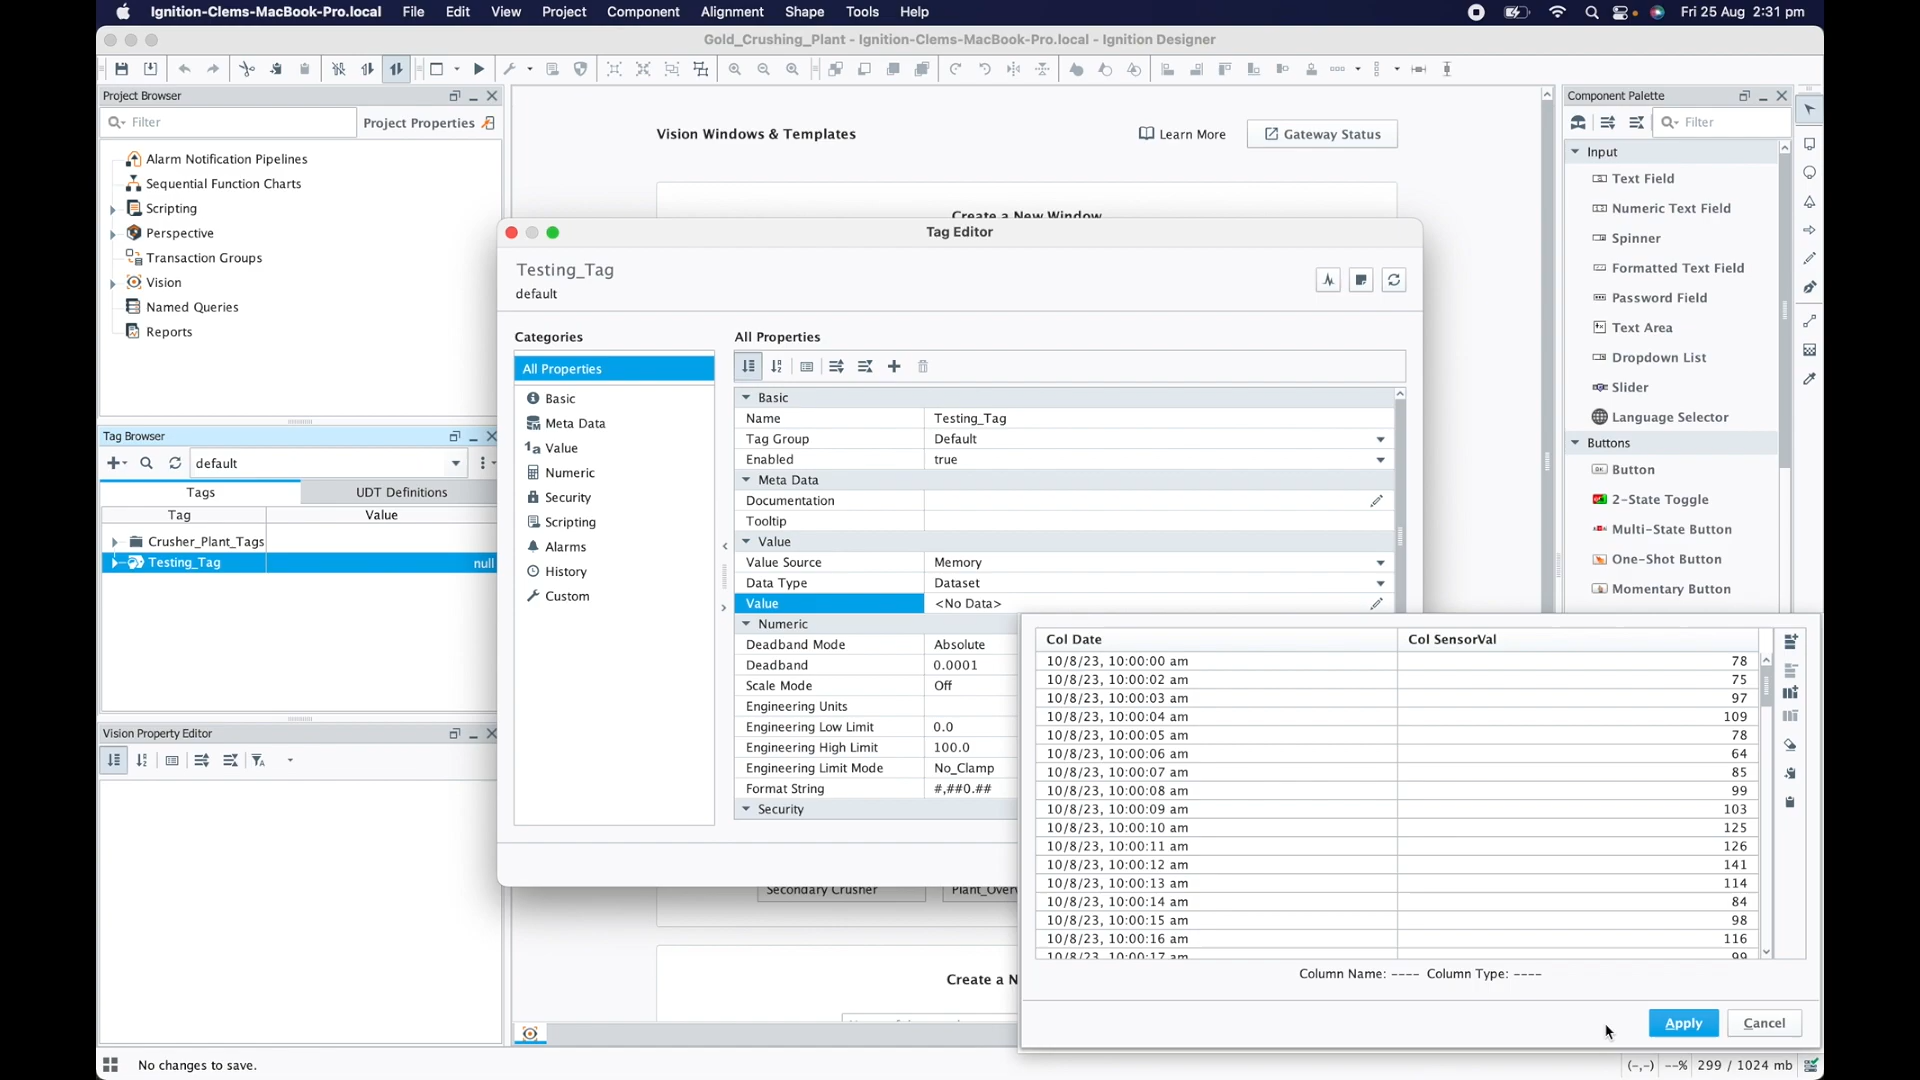 Ignition-Clems-MacBook-Pro.local File Edit View Project Component Alignment Shape Tools Help Fri 25 Aug 2:31 pm
Gold_Crushing_Plant - Ignition-Clems-MacBook-Pro.local - Ignition Designer
Project Browser
Filter Project Properties
Alarm Notification Pipelines
Sequential Function Charts
Scripting
Perspective
Transaction Groups
Vision
Named Queries
Reports
Tag Browser
default
Tags UDT Definitions
Tag Value
Crusher_Plant_Tags
Testing_Tag null
Vision Property Editor
No changes to save.
Vision Windows & Templates Learn More Gateway Status
Create a New Window
Tag Editor
Testing_Tag
default
Categories
All Properties
Basic
Meta Data
1a Value
Numeric
Security
Scripting
Alarms
History
Custom
All Properties
Basic
Name Testing_Tag
Tag Group Default
Enabled true
Meta Data
Documentation
Tooltip
Value
Value Source Memory
Data Type Dataset
Value <No Data>
Numeric
Deadband Mode Absolute
Deadband 0.0001
Scale Mode Off
Engineering Units
Engineering Low Limit 0.0
Engineering High Limit 100.0
Engineering Limit Mode No_Clamp
Format String #,##0.##
Security
Secondary Crusher
Create a N
Col Date Col SensorVal
10/8/23, 10:00:00 am 78
10/8/23, 10:00:02 am 75
10/8/23, 10:00:03 am 97
10/8/23, 10:00:04 am 109
10/8/23, 10:00:05 am 78
10/8/23, 10:00:06 am 64
10/8/23, 10:00:07 am 85
10/8/23, 10:00:08 am 99
10/8/23, 10:00:09 am 103
10/8/23, 10:00:10 am 125
10/8/23, 10:00:11 am 126
10/8/23, 10:00:12 am 141
10/8/23, 10:00:13 am 114
10/8/23, 10:00:14 am 84
10/8/23, 10:00:15 am 98
10/8/23, 10:00:16 am 116
10/8/23, 10:00:17 am 99
Column Name: ---- Column Type: ----
Apply Cancel
Component Palette
Filter
Input
Text Field
Numeric Text Field
Spinner
Formatted Text Field
Password Field
Text Area
Dropdown List
Slider
Language Selector
Buttons
Button
2-State Toggle
Multi-State Button
One-Shot Button
Momentary Button
(-,-) --% 299 / 1024 mb